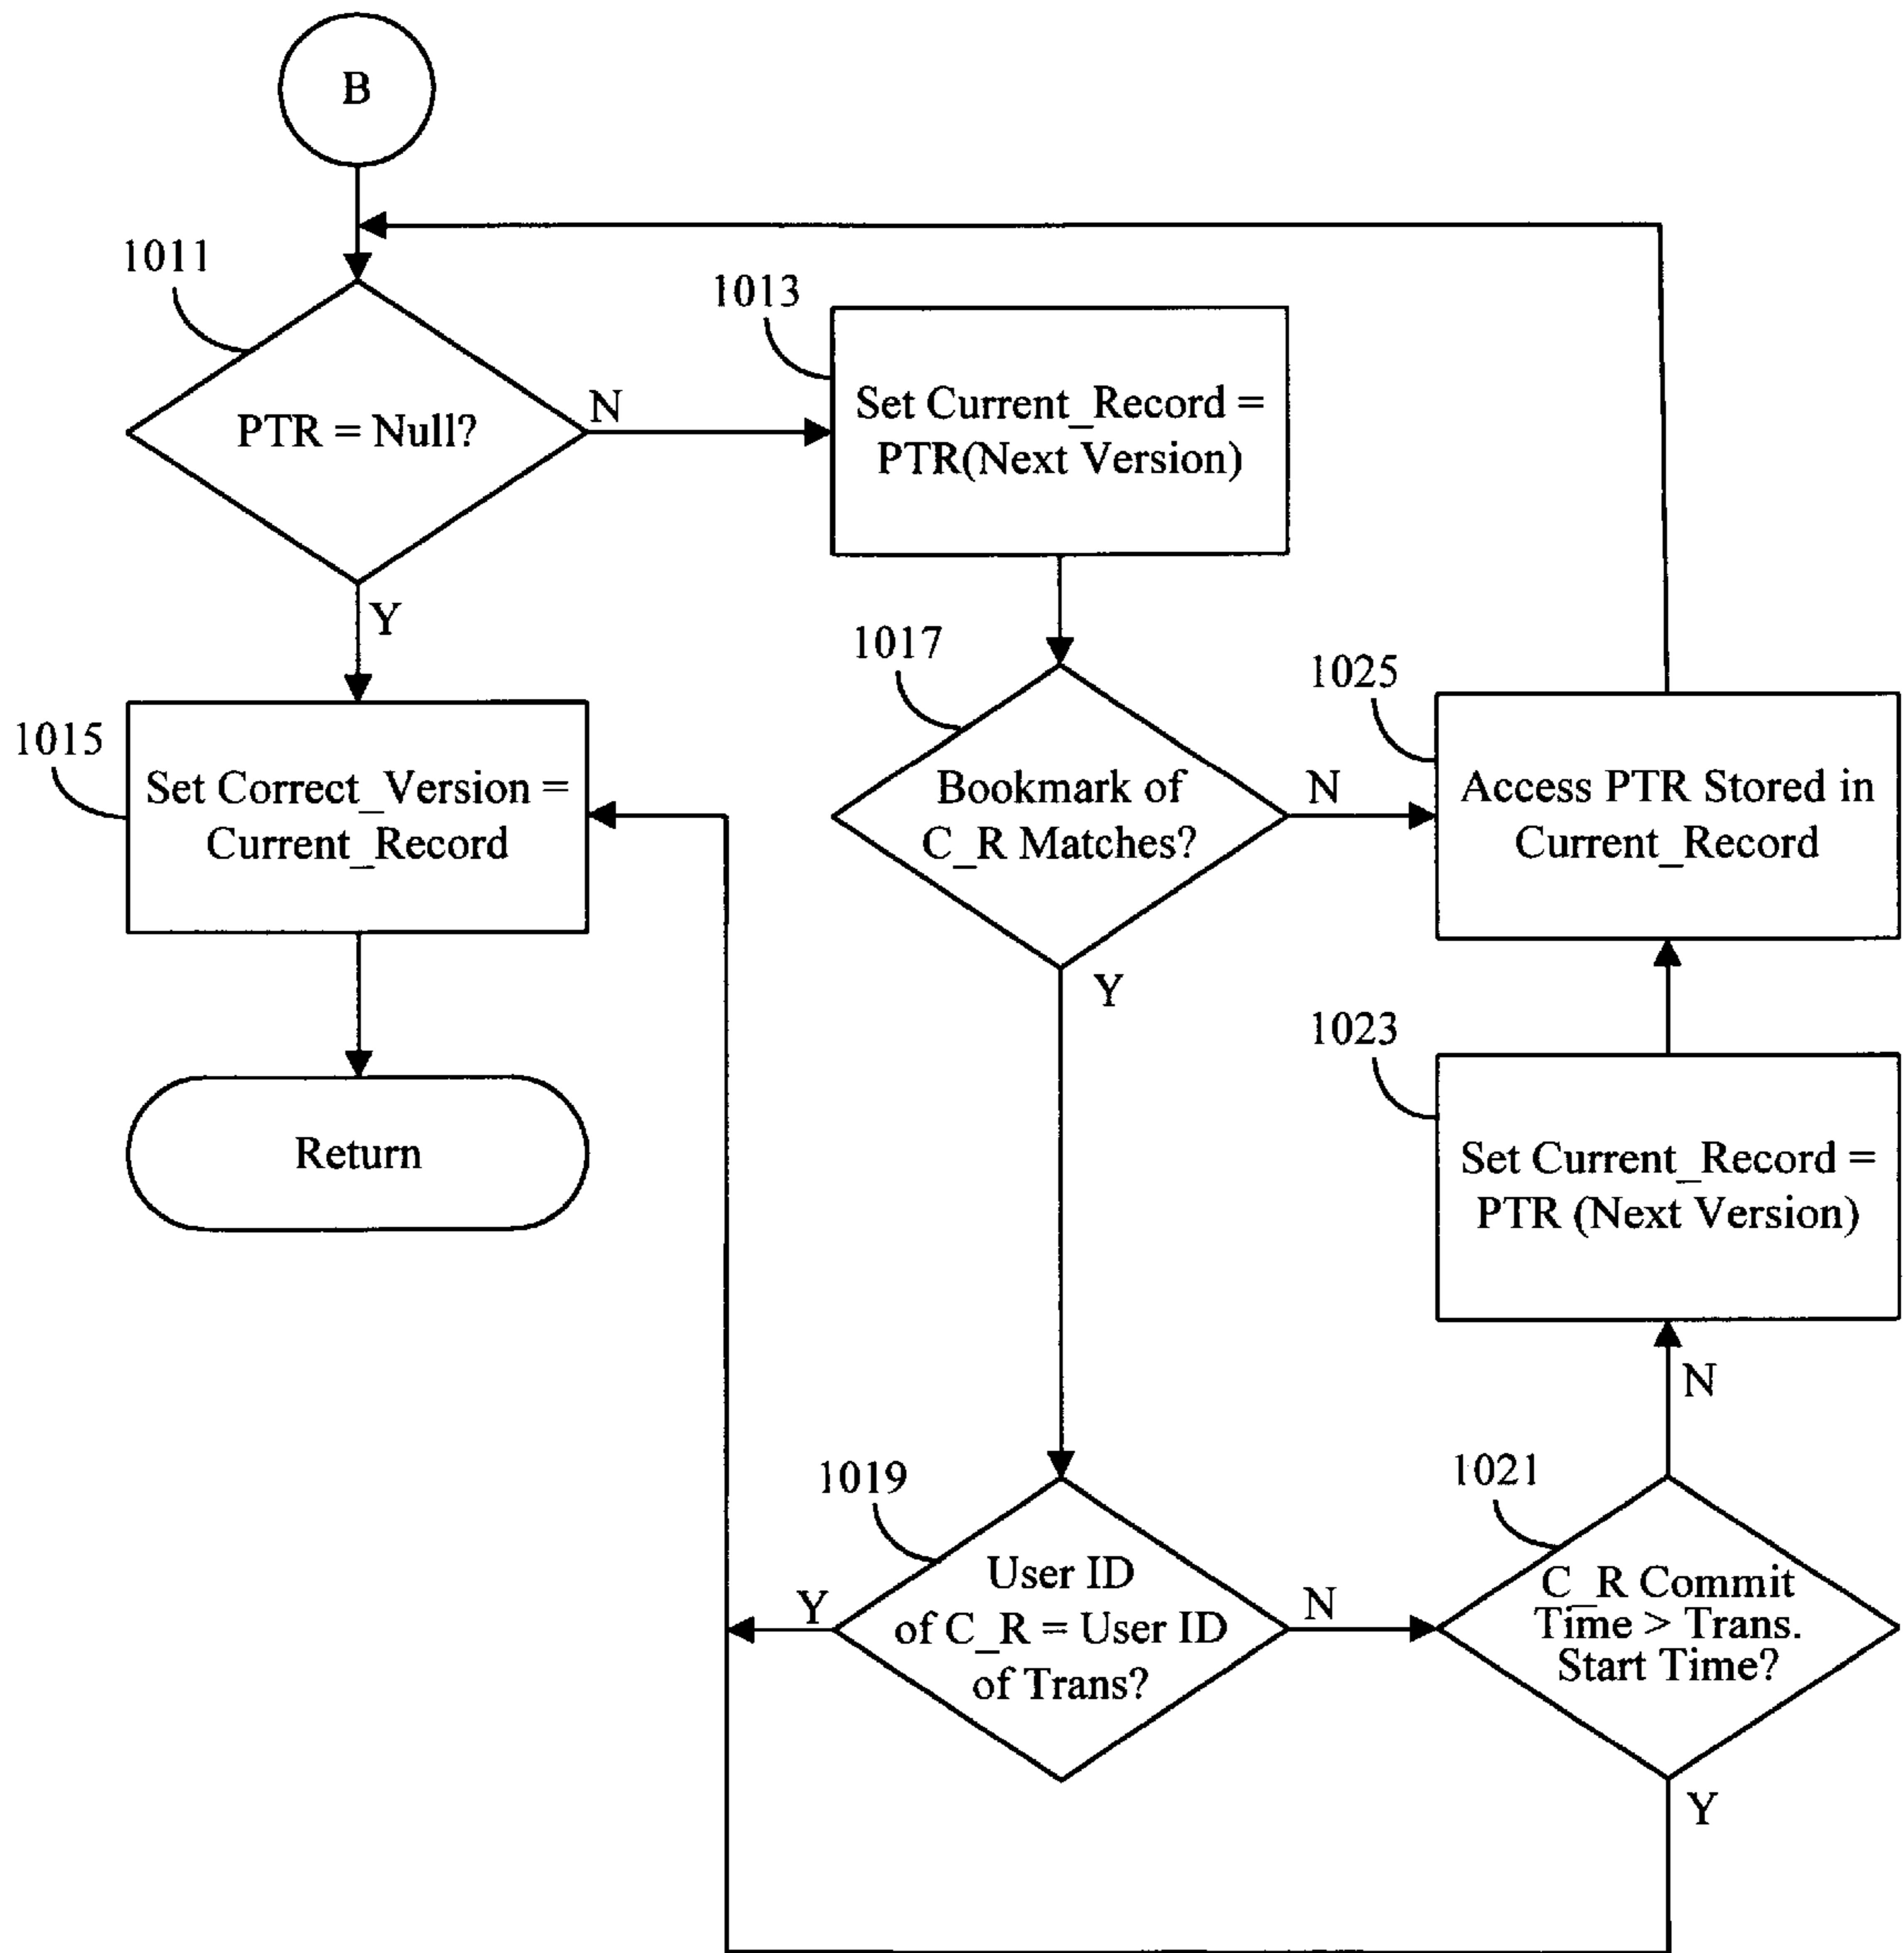 B
1011
PTR = Null?
N
Y
1013
Set Current_Record =
PTR(Next Version)
1015
Set Correct_Version =
Current_Record
Return
1017
Bookmark of
C_R Matches?
N
Y
1025
Access PTR Stored in
Current_Record
1023
Set Current_Record =
PTR (Next Version)
1019
User ID
of C_R = User ID
of Trans?
Y
N
1021
C_R Commit
Time > Trans.
Start Time?
N
Y